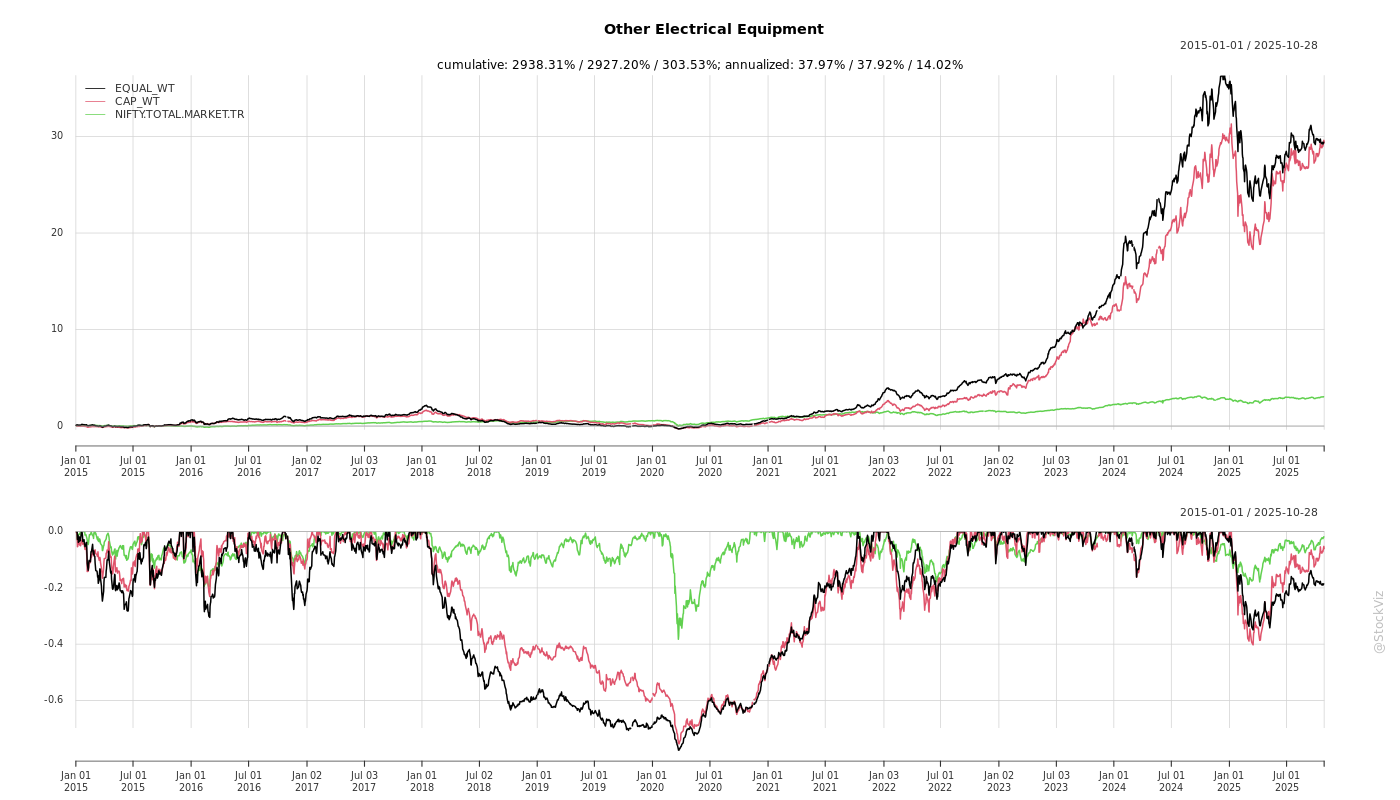 Other Electrical Equipment
2015-01-01 / 2025-10-28
cumulative: 2938.31% / 2927.20% / 303.53%; annualized: 37.97% / 37.92% / 14.02%
EQUAL_WT
CAP_WT
NIFTY.TOTAL.MARKET.TR
30
20
10
0
Jan 01 Jul 01 Jan 01 Jul 01 Jan 02 Jul 03 Jan 01 Jul 02 Jan 01 Jul 01 Jan 01 Jul 01 Jan 01 Jul 01 Jan 03 Jul 01 Jan 02 Jul 03 Jan 01 Jul 01 Jan 01 Jul 01
2015 2015 2016 2016 2017 2017 2018 2018 2019 2019 2020 2020 2021 2021 2022 2022 2023 2023 2024 2024 2025 2025
2015-01-01 / 2025-10-28
0.0
-0.2
-0.4
-0.6
Jan 01 Jul 01 Jan 01 Jul 01 Jan 02 Jul 03 Jan 01 Jul 02 Jan 01 Jul 01 Jan 01 Jul 01 Jan 01 Jul 01 Jan 03 Jul 01 Jan 02 Jul 03 Jan 01 Jul 01 Jan 01 Jul 01
2015 2015 2016 2016 2017 2017 2018 2018 2019 2019 2020 2020 2021 2021 2022 2022 2023 2023 2024 2024 2025 2025
@StockViz